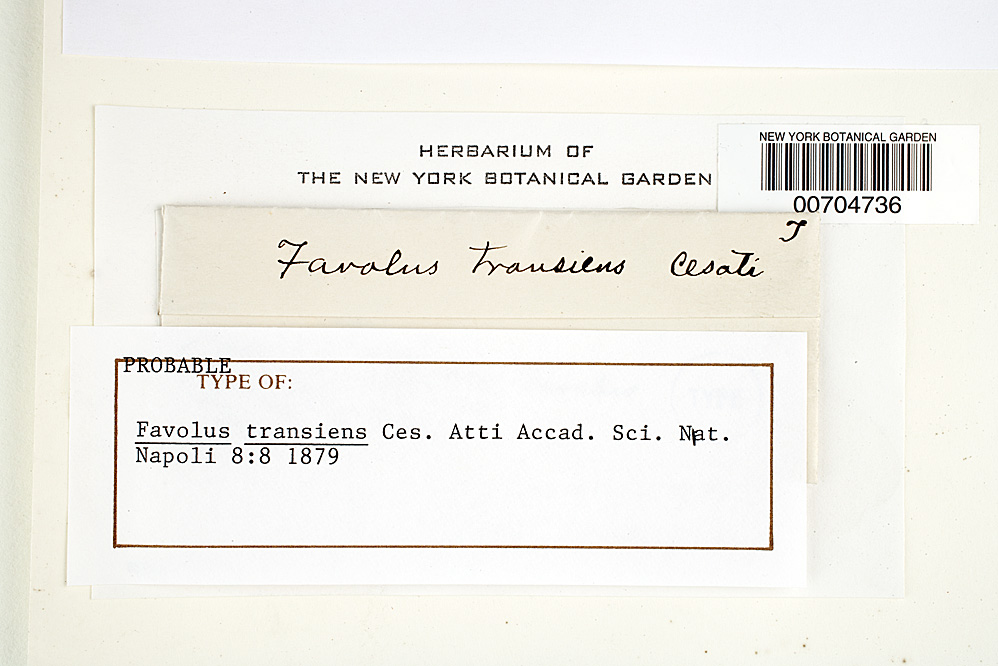 HERBARIUM OF
THE NEW YORK BOTANICAL GARDEN
NEW YORK BOTANICAL GARDEN
00704736
T
Favolus transiens Cesati
PROBABLE
TYPE OF:
Favolus transiens Ces. Atti Accad. Sci. Nat.
Napoli 8:8 1879